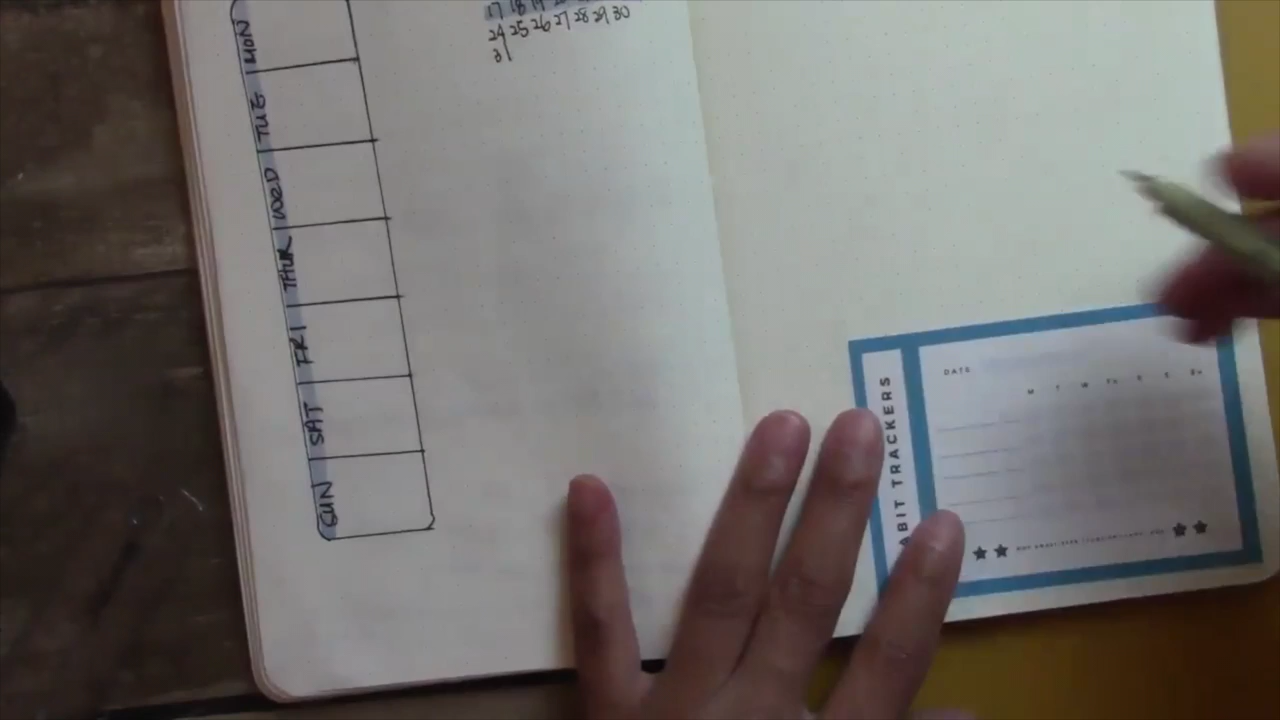 MON
TUE
WED
THUR
FRI
SAT
SUN
17 18 19
24 25 26 27 28 29 30
31
ABIT TRACKERS
DATE
M T W